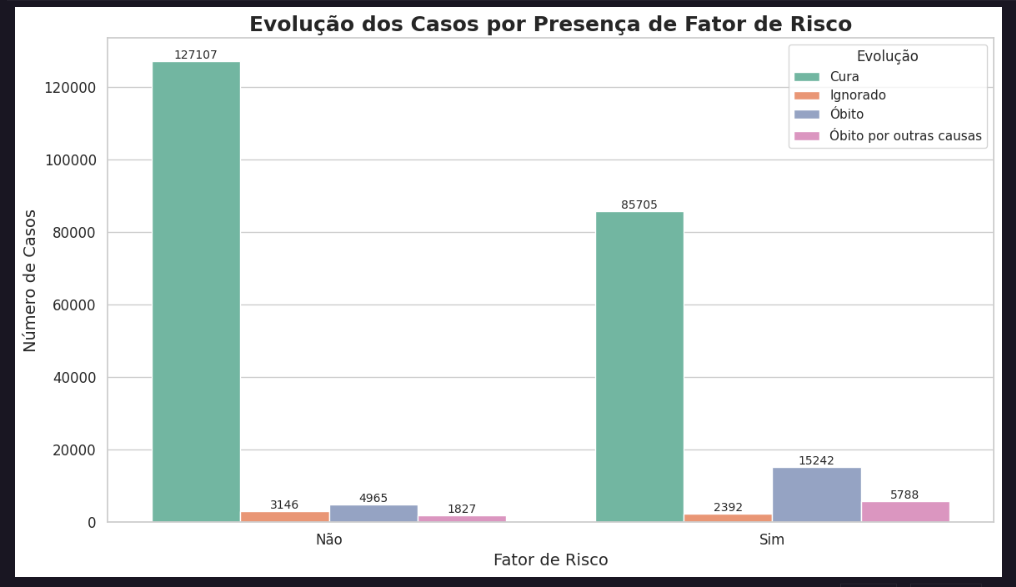 Evolução dos Casos por Presença de Fator de Risco
127107
Evolução
Cura
Ignorado
Óbito
Óbito por outras causas
120000
100000
80000
60000
40000
20000
0
Número de Casos
3146
4965
1827
85705
2392
15242
5788
Não
Sim
Fator de Risco